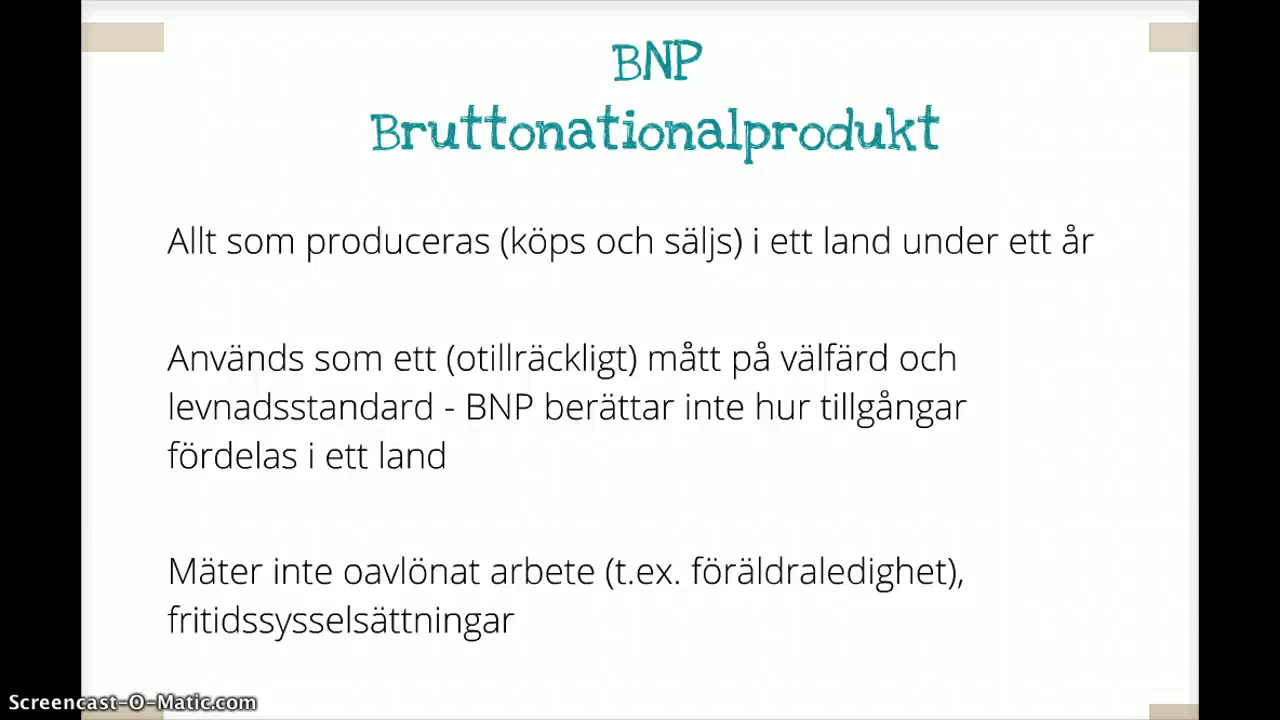 BNP
Bruttonationalprodukt
Allt som produceras (köps och säljs) i ett land under ett år
Används som ett (otillräckligt) mått på välfärd och
levnadsstandard - BNP berättar inte hur tillgångar
fördelas i ett land
Mäter inte oavlönat arbete (t.ex. föräldraledighet),
fritidssysselsättningar
Screencast-O-Matic.com